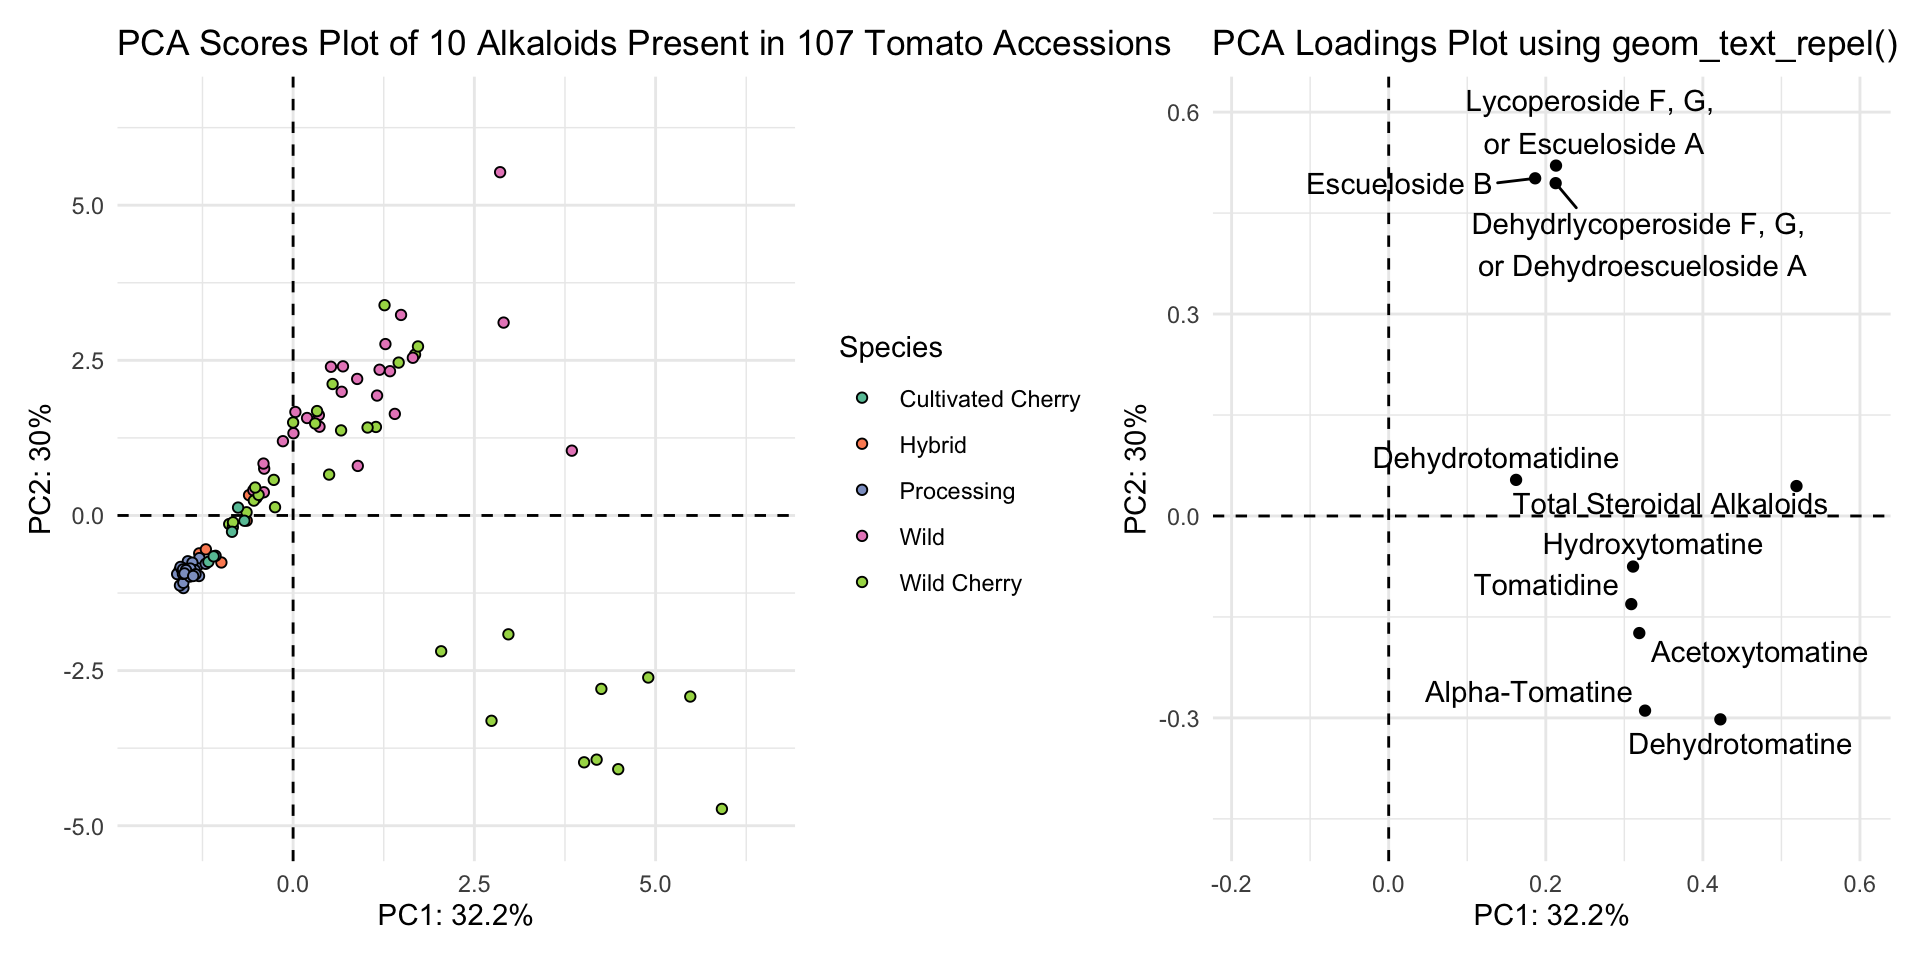 PCA Scores Plot of 10 Alkaloids Present in 107 Tomato Accessions
PC2: 30%
5.0
2.5
0.0
-2.5
-5.0
0.0
2.5
5.0
PC1: 32.2%
Species
Cultivated Cherry
Hybrid
Processing
Wild
Wild Cherry
PCA Loadings Plot using geom_text_repel()
PC2: 30%
0.6
0.3
0.0
-0.3
Lycoperoside F, G,
or Escueloside A
Escueloside B
Dehydrlycoperoside F, G,
or Dehydroescueloside A
Dehydrotomatidine
Total Steroidal Alkaloids
Hydroxytomatine
Tomatidine
Acetoxytomatine
Alpha-Tomatine
Dehydrotomatine
-0.2
0.0
0.2
0.4
0.6
PC1: 32.2%